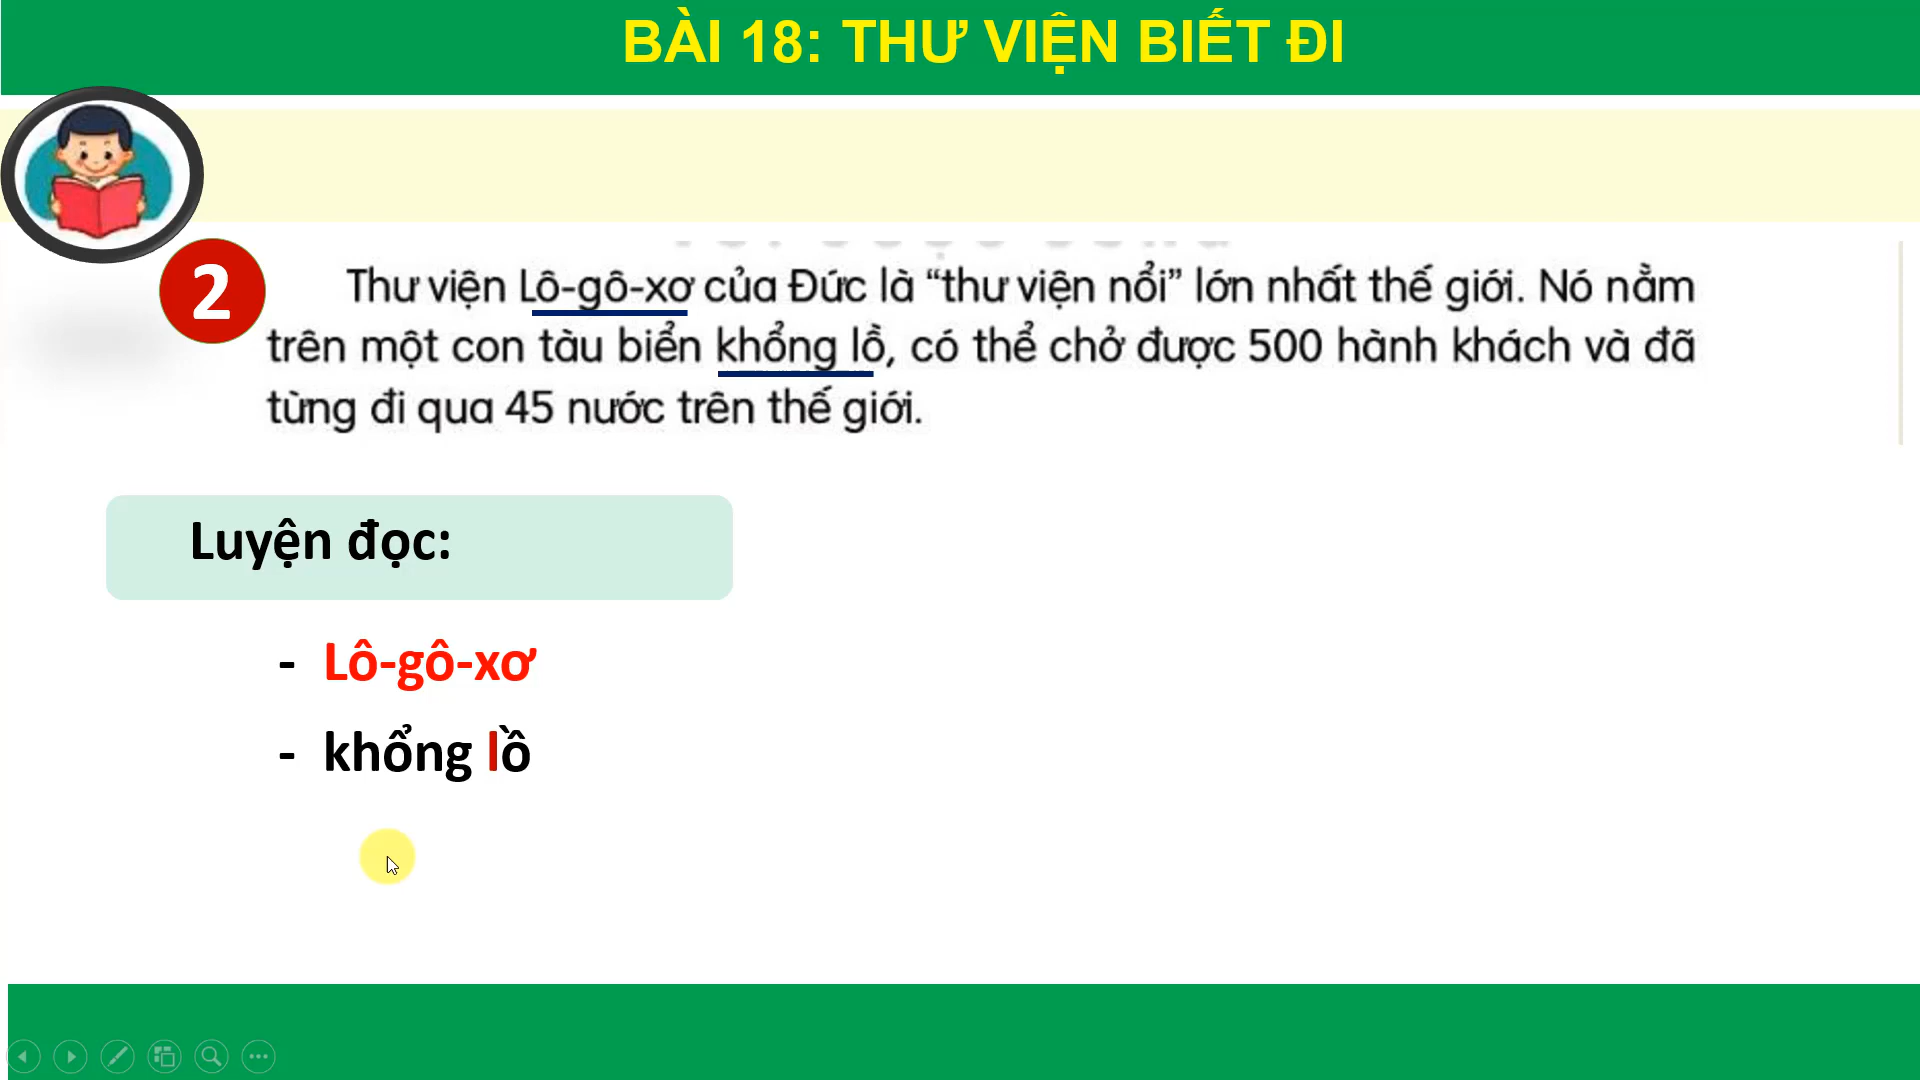 BÀI 18: THƯ VIỆN BIẾT ĐI
2
Thư viện Lô-gô-xơ của Đức là “thư viện nổi” lớn nhất thế giới. Nó nằm
trên một con tàu biển khổng lồ, có thể chở được 500 hành khách và đã
từng đi qua 45 nước trên thế giới.
Luyện đọc:
- Lô-gô-xơ
- khổng lồ